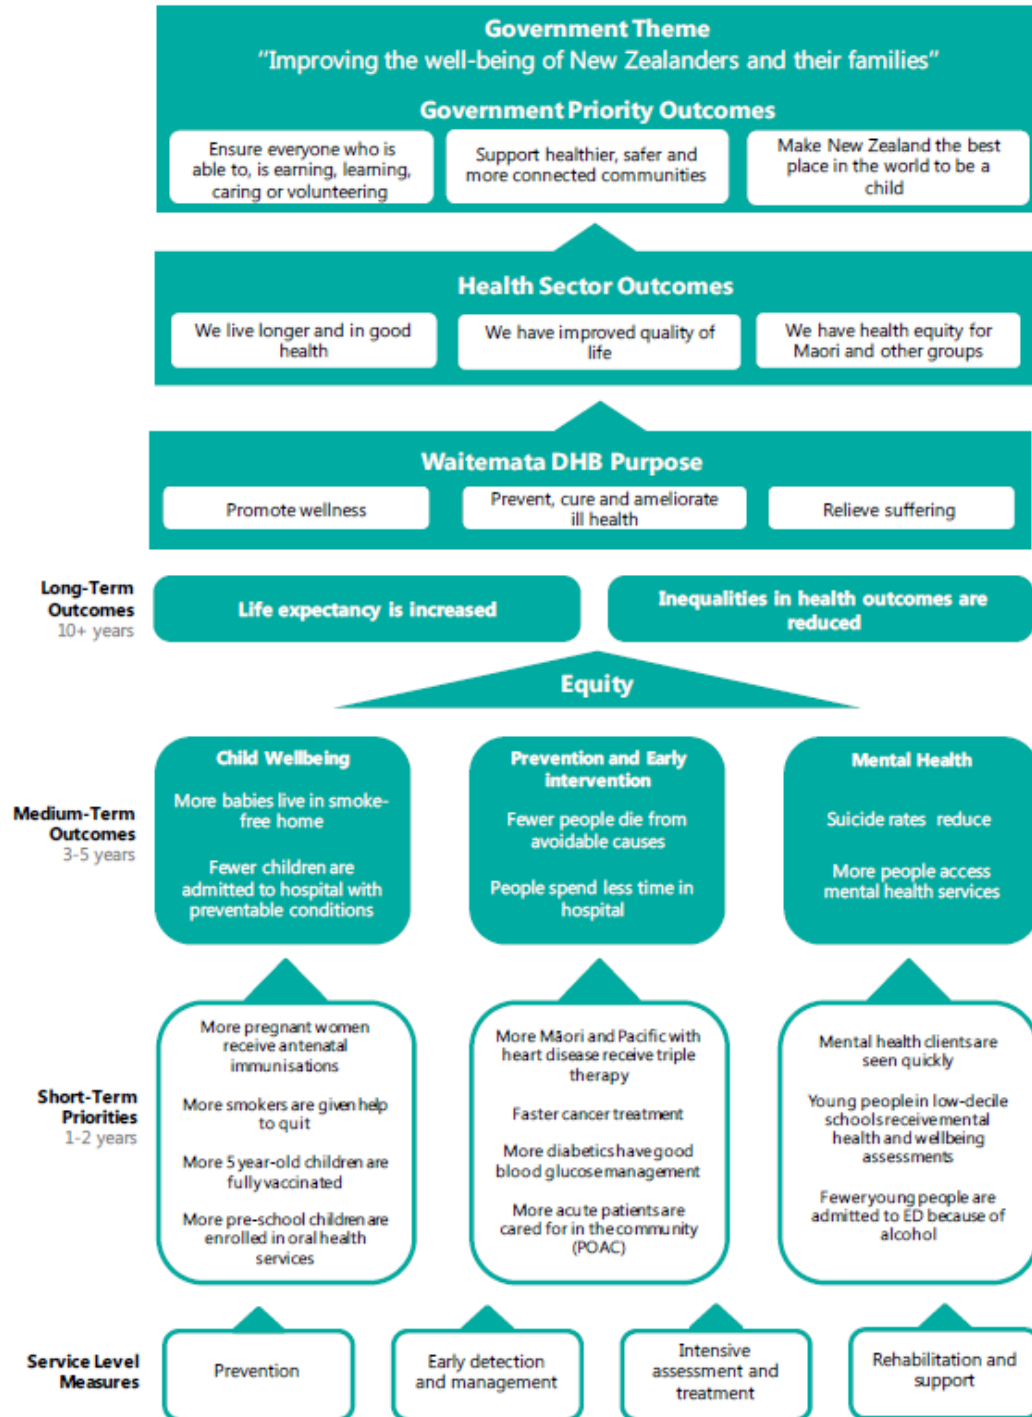 Government Theme
"Improving the well-being of New Zealanders and their families"
Government Priority Outcomes
Ensure everyone who is
able to, is earning, learning,
caring or volunteering
Support healthier, safer and
more connected communities
Make New Zealand the best
place in the world to be a
child
Health Sector Outcomes
We live longer and in good
health
We have improved quality of
life
We have health equity for
Maori and other groups
Waitemata DHB Purpose
Promote wellness
Prevent, cure and ameliorate
ill health
Relieve suffering
Long-Term
Outcomes
10+ years
Life expectancy is increased
Inequalities in health outcomes are
reduced
Equity
Medium-Term
Outcomes
3-5 years
Child Wellbeing
More babies live in smoke-
free home
Fewer children are
admitted to hospital with
preventable conditions
Prevention and Early
intervention
Fewer people die from
avoidable causes
People spend less time in
hospital
Mental Health
Suicide rates reduce
More people access
mental health services
Short-Term
Priorities
1-2 years
More pregnant women
receive antenatal
immunisations
More smokers are given help
to quit
More 5 year-old children are
fully vaccinated
More pre-school children are
enrolled in oral health
services
More Māori and Pacific with
heart disease receive triple
therapy
Faster cancer treatment
More diabetics have good
blood glucose management
More acute patients are
cared for in the community
(POAC)
Mental health clients are
seen quickly
Young people in low-decile
schools receive mental
health and wellbeing
assessments
Fewer young people are
admitted to ED because of
alcohol
Service Level
Measures
Prevention
Early detection
and management
Intensive
assessment and
treatment
Rehabilitation and
support